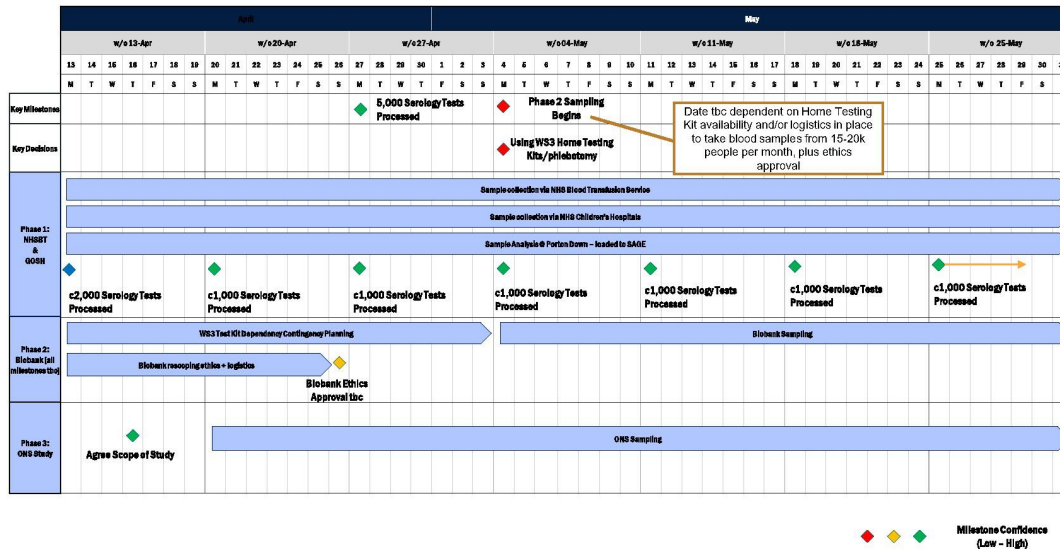 April May
w/o 13-Apr w/o 20-Apr w/o 27-Apr w/o 04-May w/o 11-May w/o 18-May w/o 25-May
13 14 15 16 17 18 19 20 21 22 23 24 25 26 27 28 29 30 1 2 3 4 5 6 7 8 9 10 11 12 13 14 15 16 17 18 19 20 21 22 23 24 25 26 27 28 29 30
M T W T F S S M T W T F S S M T W T F S S M T W T F S S M T W T F S S M T W T F S S M T W T F S
Key Milestones
5,000 Serology Tests
Processed
Phase 2 Sampling
Begins
Date tbc dependent on Home Testing
Kit availability and/or logistics in place
to take blood samples from 15-20k
people per month, plus ethics
approval
Key Decisions
Using WS3 Home Testing
Kits/phlebotomy
Phase 1:
NHSBT
&
GOSH
Sample collection via NHS Blood Transfusion Service
Sample collection via NHS Children's Hospitals
Sample Analysis @ Porton Down – loaded to SAGE
c2,000 Serology Tests
Processed
c1,000 Serology Tests
Processed
c1,000 Serology Tests
Processed
c1,000 Serology Tests
Processed
c1,000 Serology Tests
Processed
c1,000 Serology Tests
Processed
c1,000 Serology Tests
Processed
Phase 2:
Biobank [all
milestones tbc]
WS3 Test Kit Dependency Contingency Planning
Biobank Sampling
Biobank rescoping ethics + logistics
Biobank Ethics
Approval tbc
Phase 3:
ONS Study
Agree Scope of Study
ONS Sampling
Milestone Confidence
(Low – High)